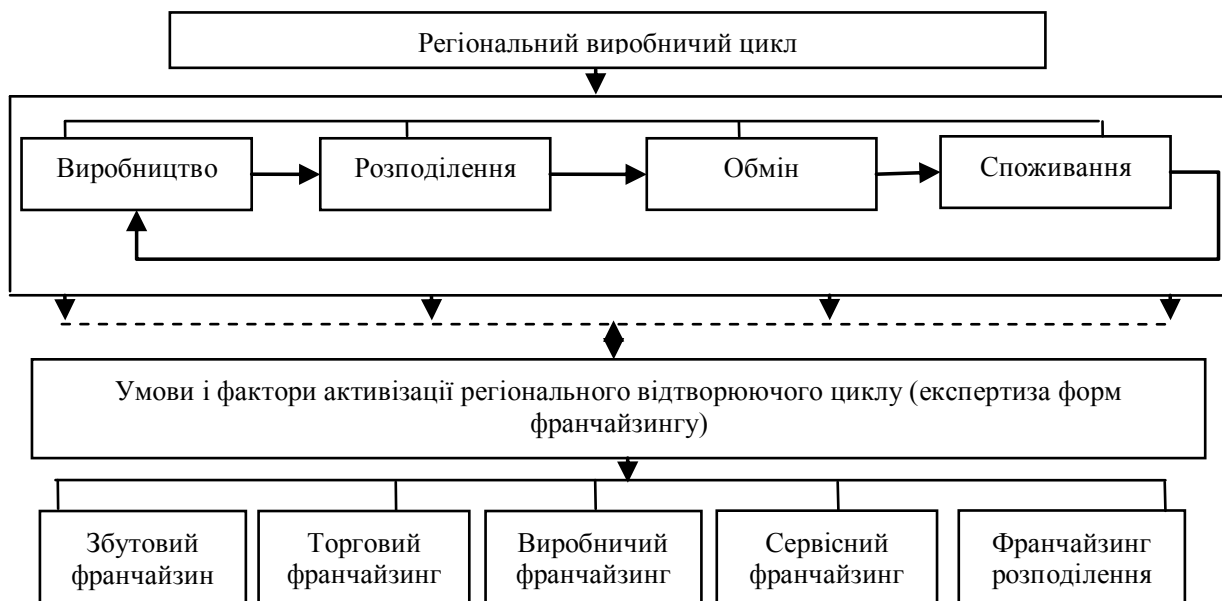 Регіональний виробничий цикл
Виробництво
Розподілення
Обмін
Споживання
Умови і фактори активізації регіонального відтворюючого циклу (експертиза форм
франчайзингу)
Збутовий
франчайзин
Торговий
франчайзинг
Виробничий
франчайзинг
Сервісний
франчайзинг
Франчайзинг
розподілення